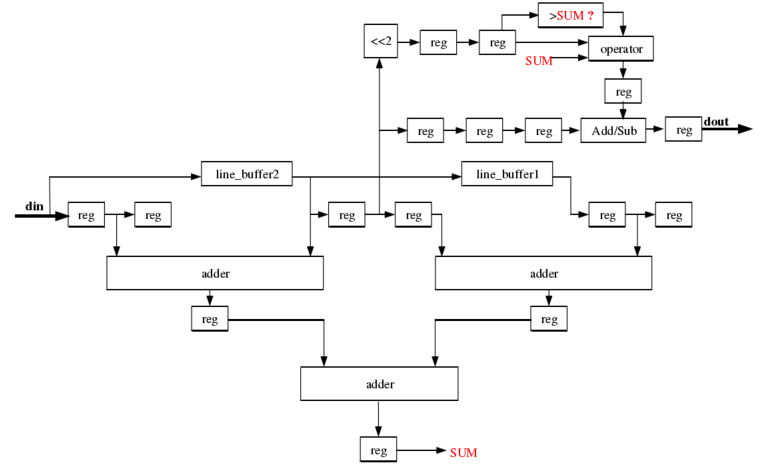 >SUM ?
<<2
reg
reg
operator
SUM
reg
reg
reg
reg
Add/Sub
reg
dout
line_buffer2
line_buffer1
din
reg
reg
reg
reg
reg
reg
adder
adder
reg
reg
adder
reg
SUM